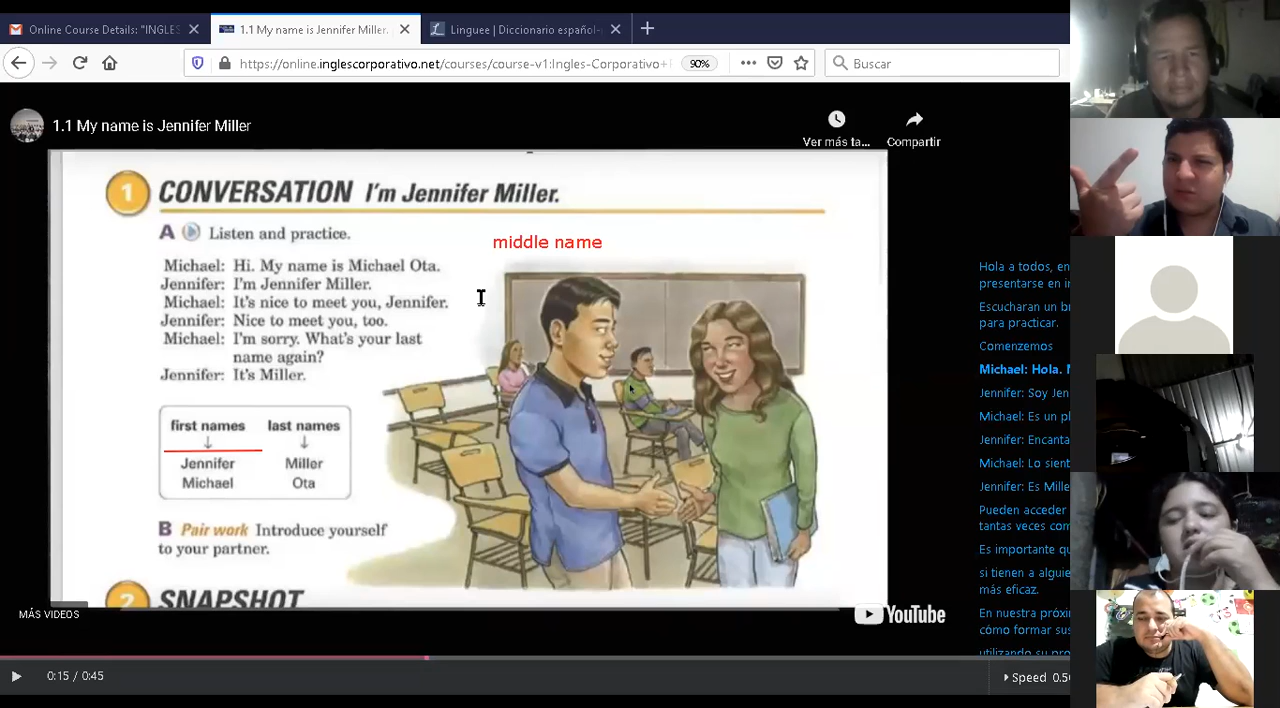 Online Course Details: "INGLES
1.1 My name is Jennifer Miller.
Linguee | Diccionario español-
https://online.inglescorporativo.net/courses/course-v1:Ingles-Corporativo+
90%
Buscar
1.1 My name is Jennifer Miller
Ver más ta...
Compartir
1 CONVERSATION I'm Jennifer Miller.
A Listen and practice.
middle name
Michael: Hi. My name is Michael Ota.
Jennifer: I'm Jennifer Miller.
Michael: It's nice to meet you, Jennifer.
Jennifer: Nice to meet you, too.
Michael: I'm sorry. What's your last
name again?
Jennifer: It's Miller.
first names last names
Jennifer Miller
Michael Ota
B Pair work Introduce yourself
to your partner.
2 SNAPSHOT
MÁS VIDEOS
YouTube
0:15 / 0:45
Speed 0.5
Hola a todos, en
presentarse en i
Escucharan un b
para practicar.
Comenzemos
Michael: Hola.
Jennifer: Soy Jen
Michael: Es un pl
Jennifer: Encanta
Michael: Lo sient
Jennifer: Es Mille
Pueden acceder
tantas veces com
Es importante qu
si tienen a alguie
más eficaz.
En nuestra próxi
cómo formar sus
utilizando su pro